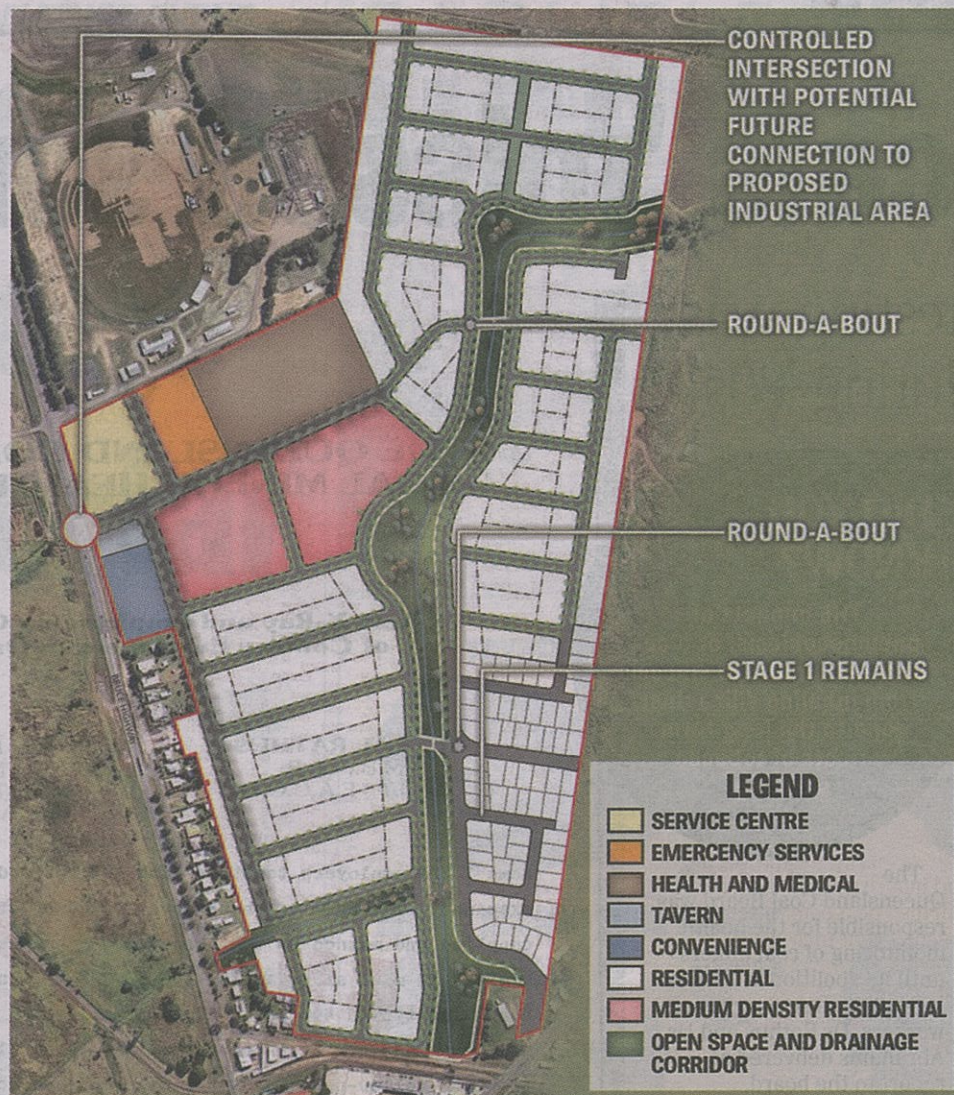 CONTROLLED
INTERSECTION
WITH POTENTIAL
FUTURE
CONNECTION TO
PROPOSED
INDUSTRIAL AREA
ROUND-A-BOUT
ROUND-A-BOUT
STAGE 1 REMAINS
LEGEND
SERVICE CENTRE
EMERGENCY SERVICES
HEALTH AND MEDICAL
TAVERN
CONVENIENCE
RESIDENTIAL
MEDIUM DENSITY RESIDENTIAL
OPEN SPACE AND DRAINAGE
CORRIDOR